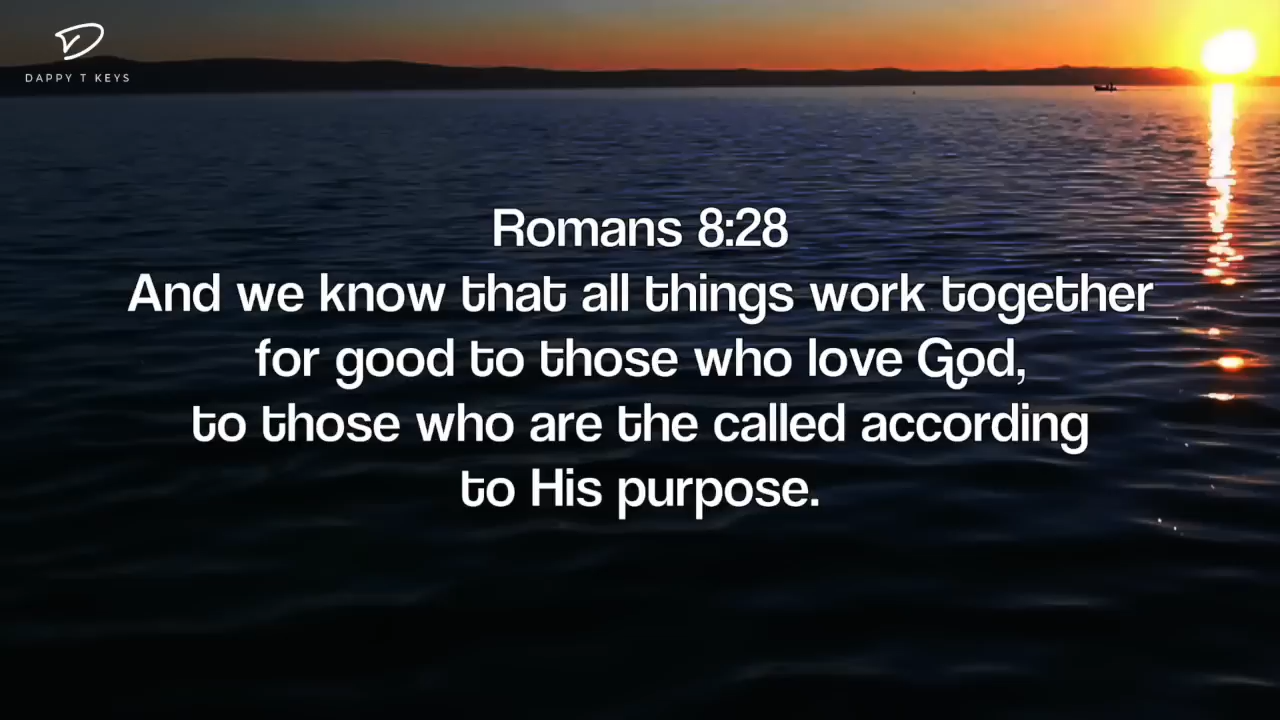 DAPPY T KEYS
Romans 8:28
And we know that all things work together
for good to those who love God,
to those who are the called according
to His purpose.